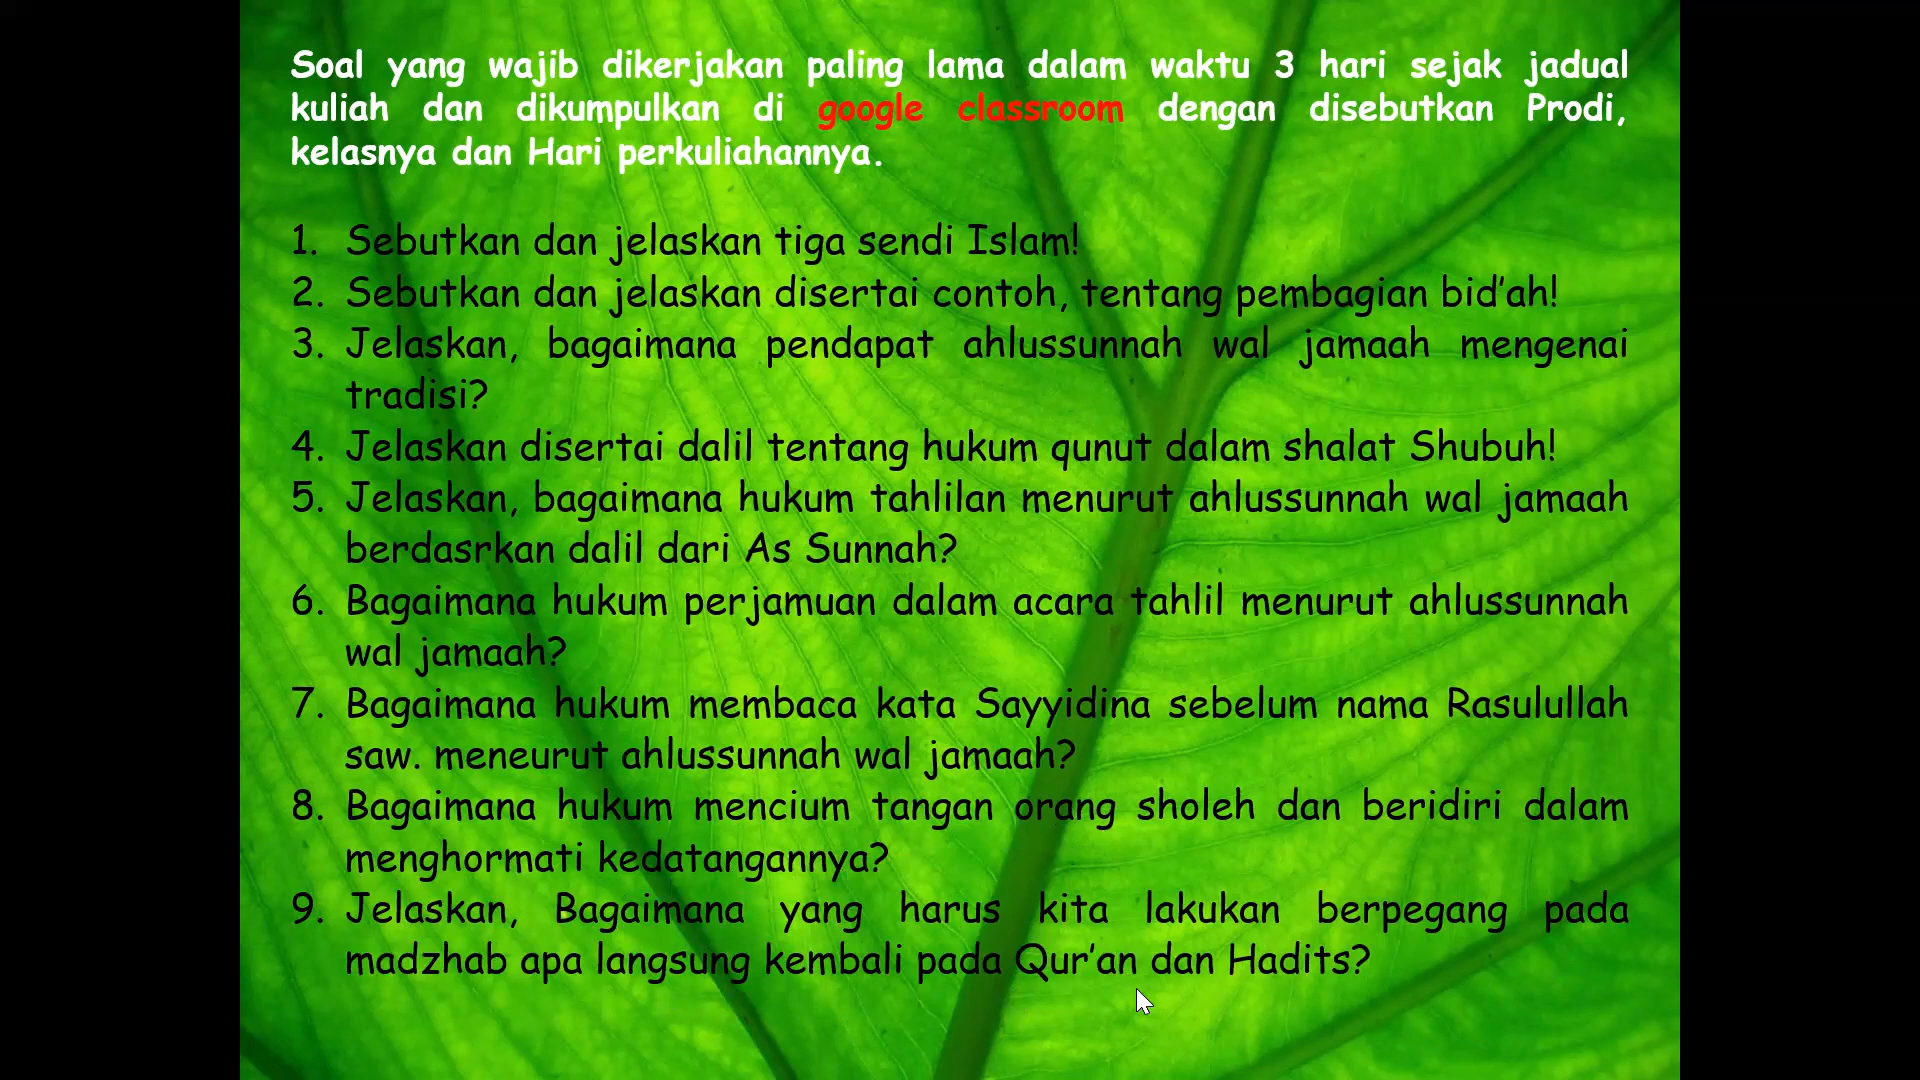 Soal yang wajib dikerjakan paling lama dalam waktu 3 hari sejak jadual
kuliah dan dikumpulkan di google classroom dengan disebutkan Prodi,
kelasnya dan Hari perkuliahannya.
1. Sebutkan dan jelaskan tiga sendi Islam!
2. Sebutkan dan jelaskan disertai contoh, tentang pembagian bid’ah!
3. Jelaskan, bagaimana pendapat ahlussunnah wal jamaah mengenai
tradisi?
4. Jelaskan disertai dalil tentang hukum qunut dalam shalat Shubuh!
5. Jelaskan, bagaimana hukum tahlilan menurut ahlussunnah wal jamaah
berdasrkan dalil dari As Sunnah?
6. Bagaimana hukum perjamuan dalam acara tahlil menurut ahlussunnah
wal jamaah?
7. Bagaimana hukum membaca kata Sayyidina sebelum nama Rasulullah
saw. meneurut ahlussunnah wal jamaah?
8. Bagaimana hukum mencium tangan orang sholeh dan beridiri dalam
menghormati kedatangannya?
9. Jelaskan, Bagaimana yang harus kita lakukan berpegang pada
madzhab apa langsung kembali pada Qur’an dan Hadits?